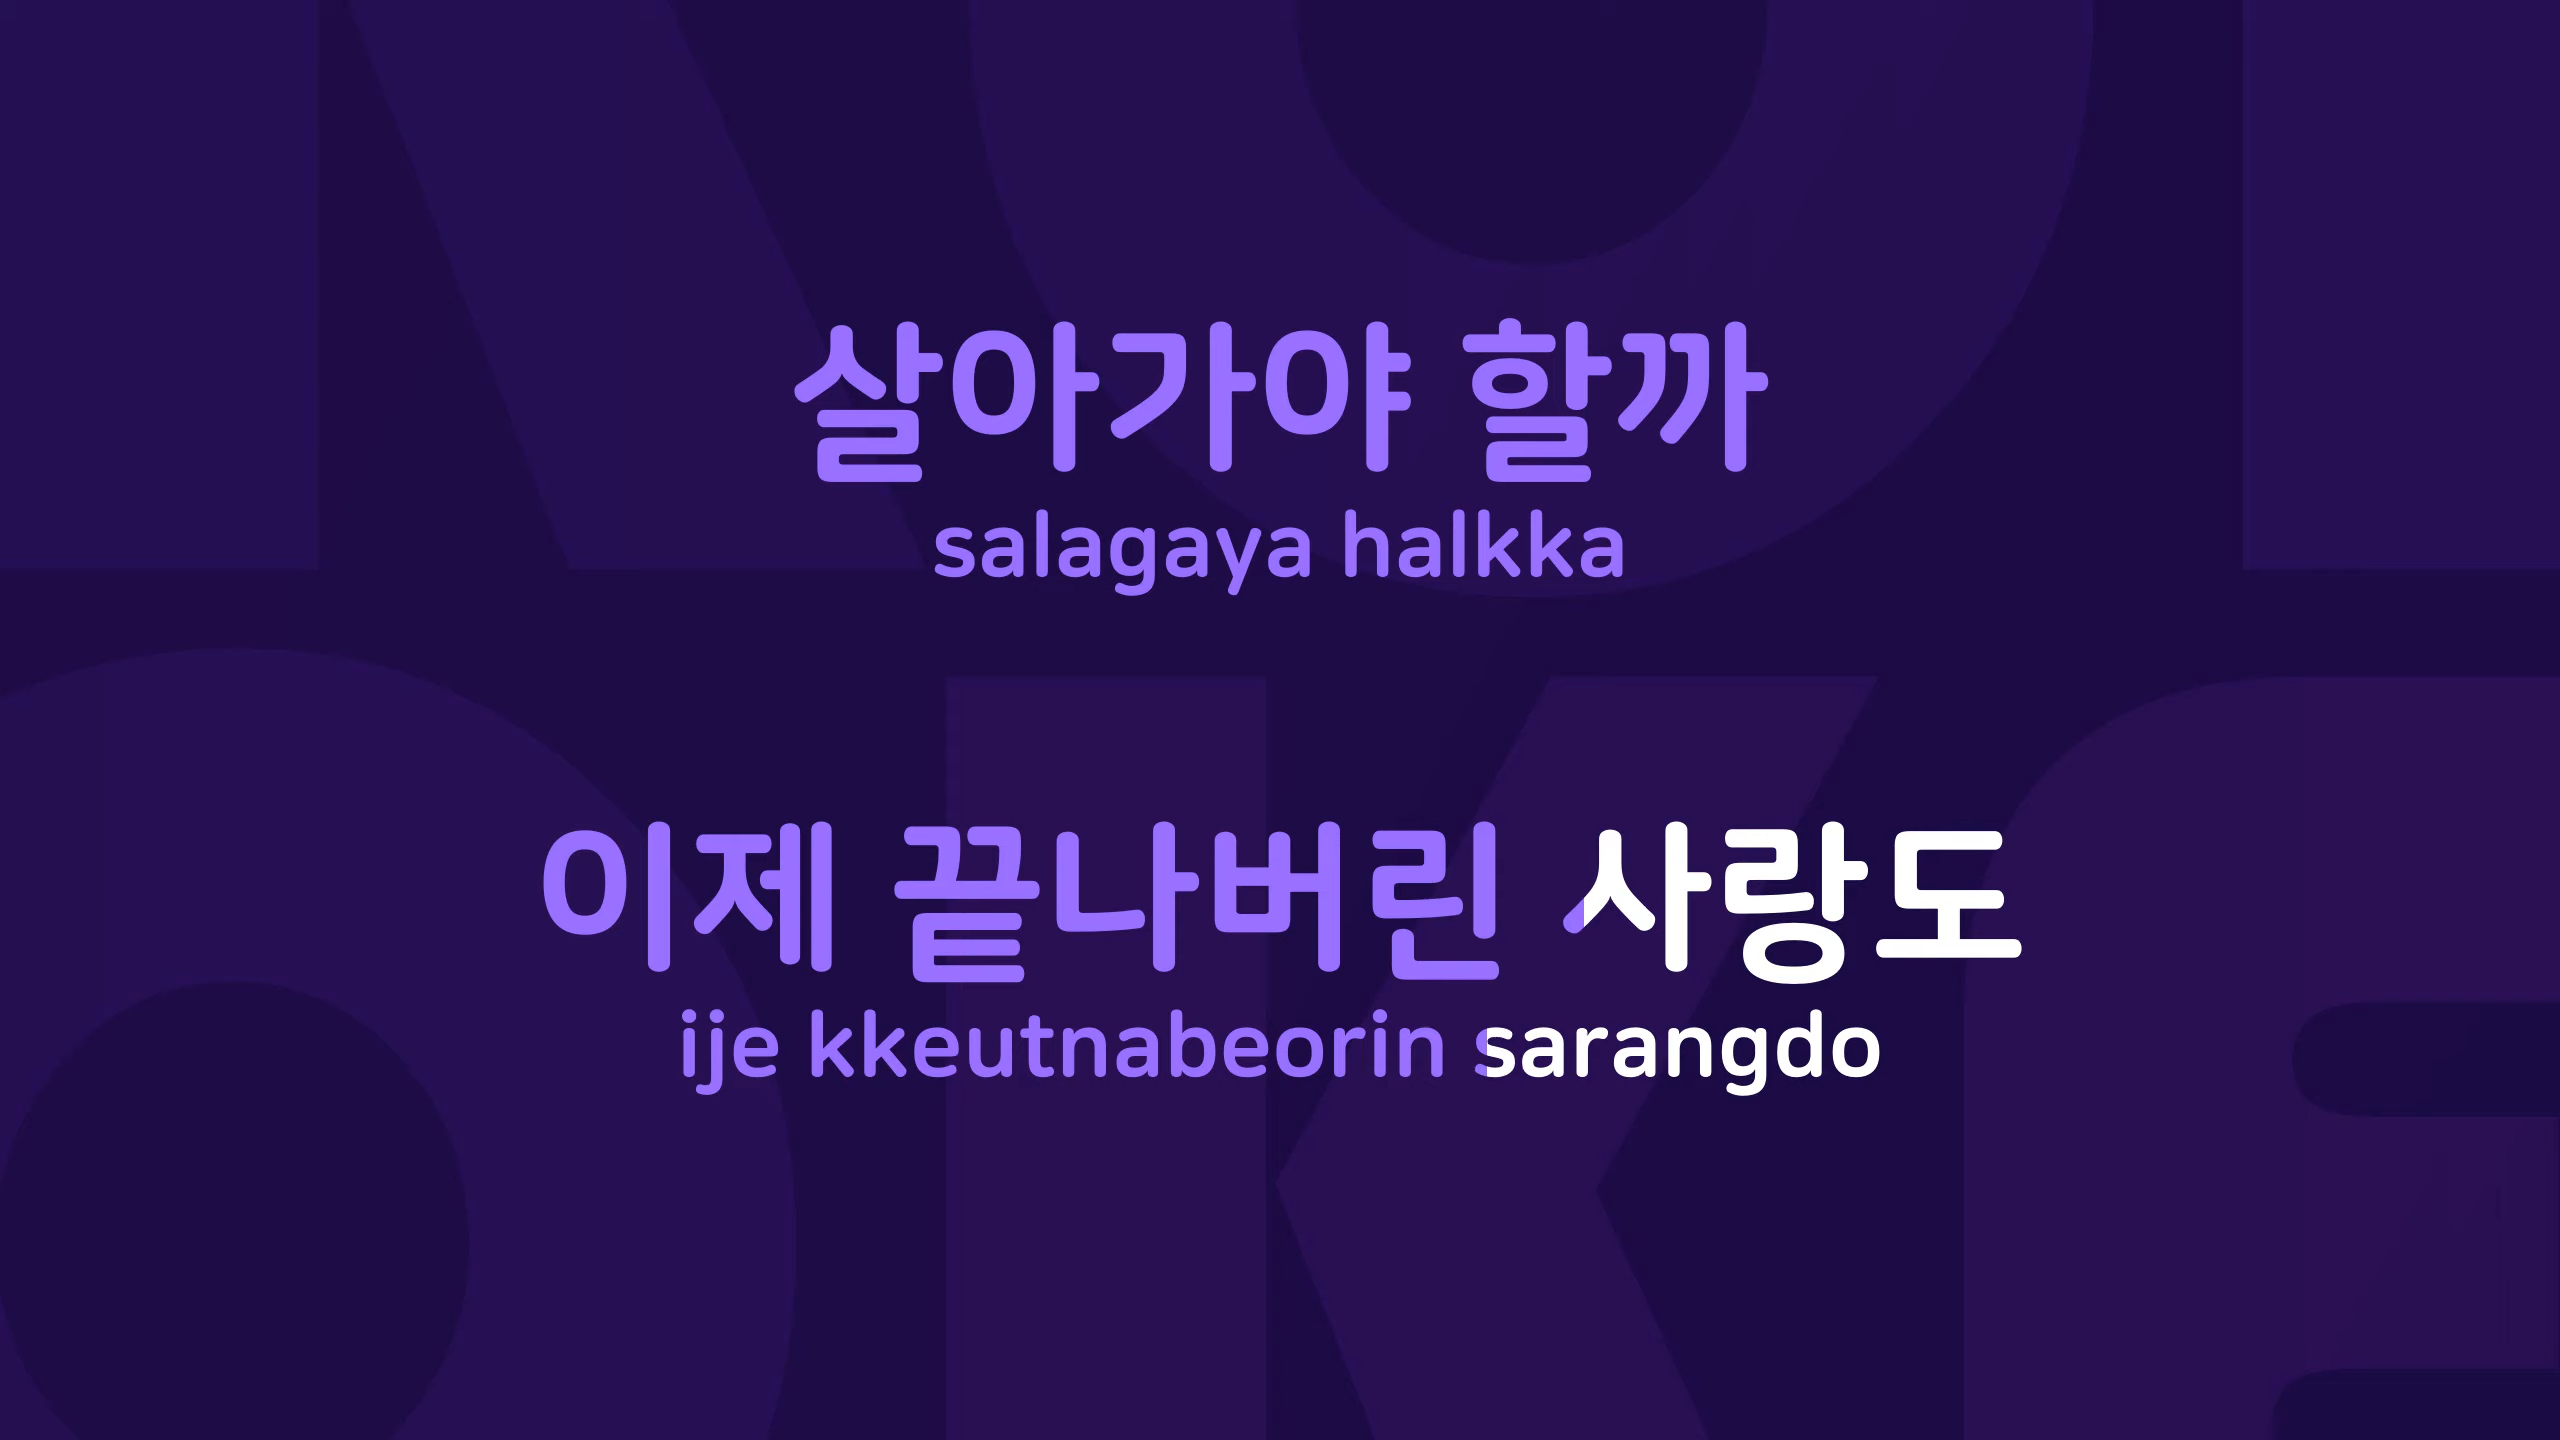 살아가야 할까
salagaya halkka
이제 끝나버린 사랑도
ije kkeutnabeorin sarangdo